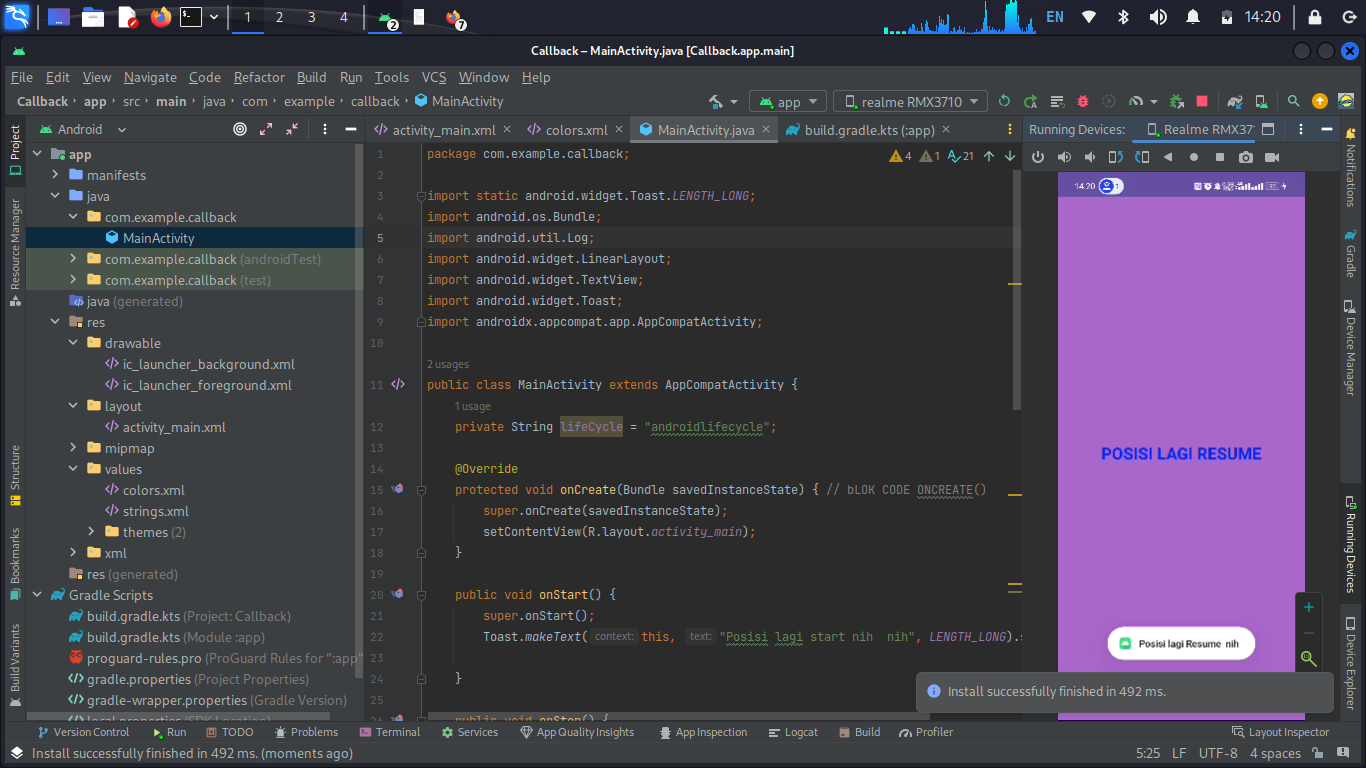 1 2 3 4 2 7 EN 14:20
Callback – MainActivity.java [Callback.app.main]
File Edit View Navigate Code Refactor Build Run Tools VCS Window Help
Callback app src main java com example callback MainActivity app realme RMX3710
Project
Resource Manager
Structure
Bookmarks
Build Variants
Android
app
manifests
java
com.example.callback
MainActivity
com.example.callback (androidTest)
com.example.callback (test)
java (generated)
res
drawable
ic_launcher_background.xml
ic_launcher_foreground.xml
layout
activity_main.xml
mipmap
values
colors.xml
strings.xml
themes (2)
xml
res (generated)
Gradle Scripts
build.gradle.kts (Project: Callback)
build.gradle.kts (Module :app)
proguard-rules.pro (ProGuard Rules for ":app"
gradle.properties (Project Properties)
gradle-wrapper.properties (Gradle Version)
local.properties (SDK Location)
activity_main.xml colors.xml MainActivity.java build.gradle.kts (:app)
4 1 21
1 package com.example.callback;
2
3 import static android.widget.Toast.LENGTH_LONG;
4 import android.os.Bundle;
5 import android.util.Log;
6 import android.widget.LinearLayout;
7 import android.widget.TextView;
8 import android.widget.Toast;
9 import androidx.appcompat.app.AppCompatActivity;
10
2 usages
11 public class MainActivity extends AppCompatActivity {
1 usage
12 private String lifeCycle = "androidlifecycle";
13
14 @Override
15 protected void onCreate(Bundle savedInstanceState) { // bLOK CODE ONCREATE()
16 super.onCreate(savedInstanceState);
17 setContentView(R.layout.activity_main);
18 }
19
20 public void onStart() {
21 super.onStart();
22 Toast.makeText( context: this, text: "Posisi lagi start nih  nih", LENGTH_LONG).s
23
24 }
25
26 public void onStop() {
Running Devices: Realme RMX37
14.20 1
POSISI LAGI RESUME
Posisi lagi Resume nih
Install successfully finished in 492 ms.
Notifications
Gradle
Device Manager
Running Devices
Device Explorer
Version Control Run TODO Problems Terminal Services App Quality Insights App Inspection Logcat Build Profiler Layout Inspector
Install successfully finished in 492 ms. (moments ago) 5:25 LF UTF-8 4 spaces